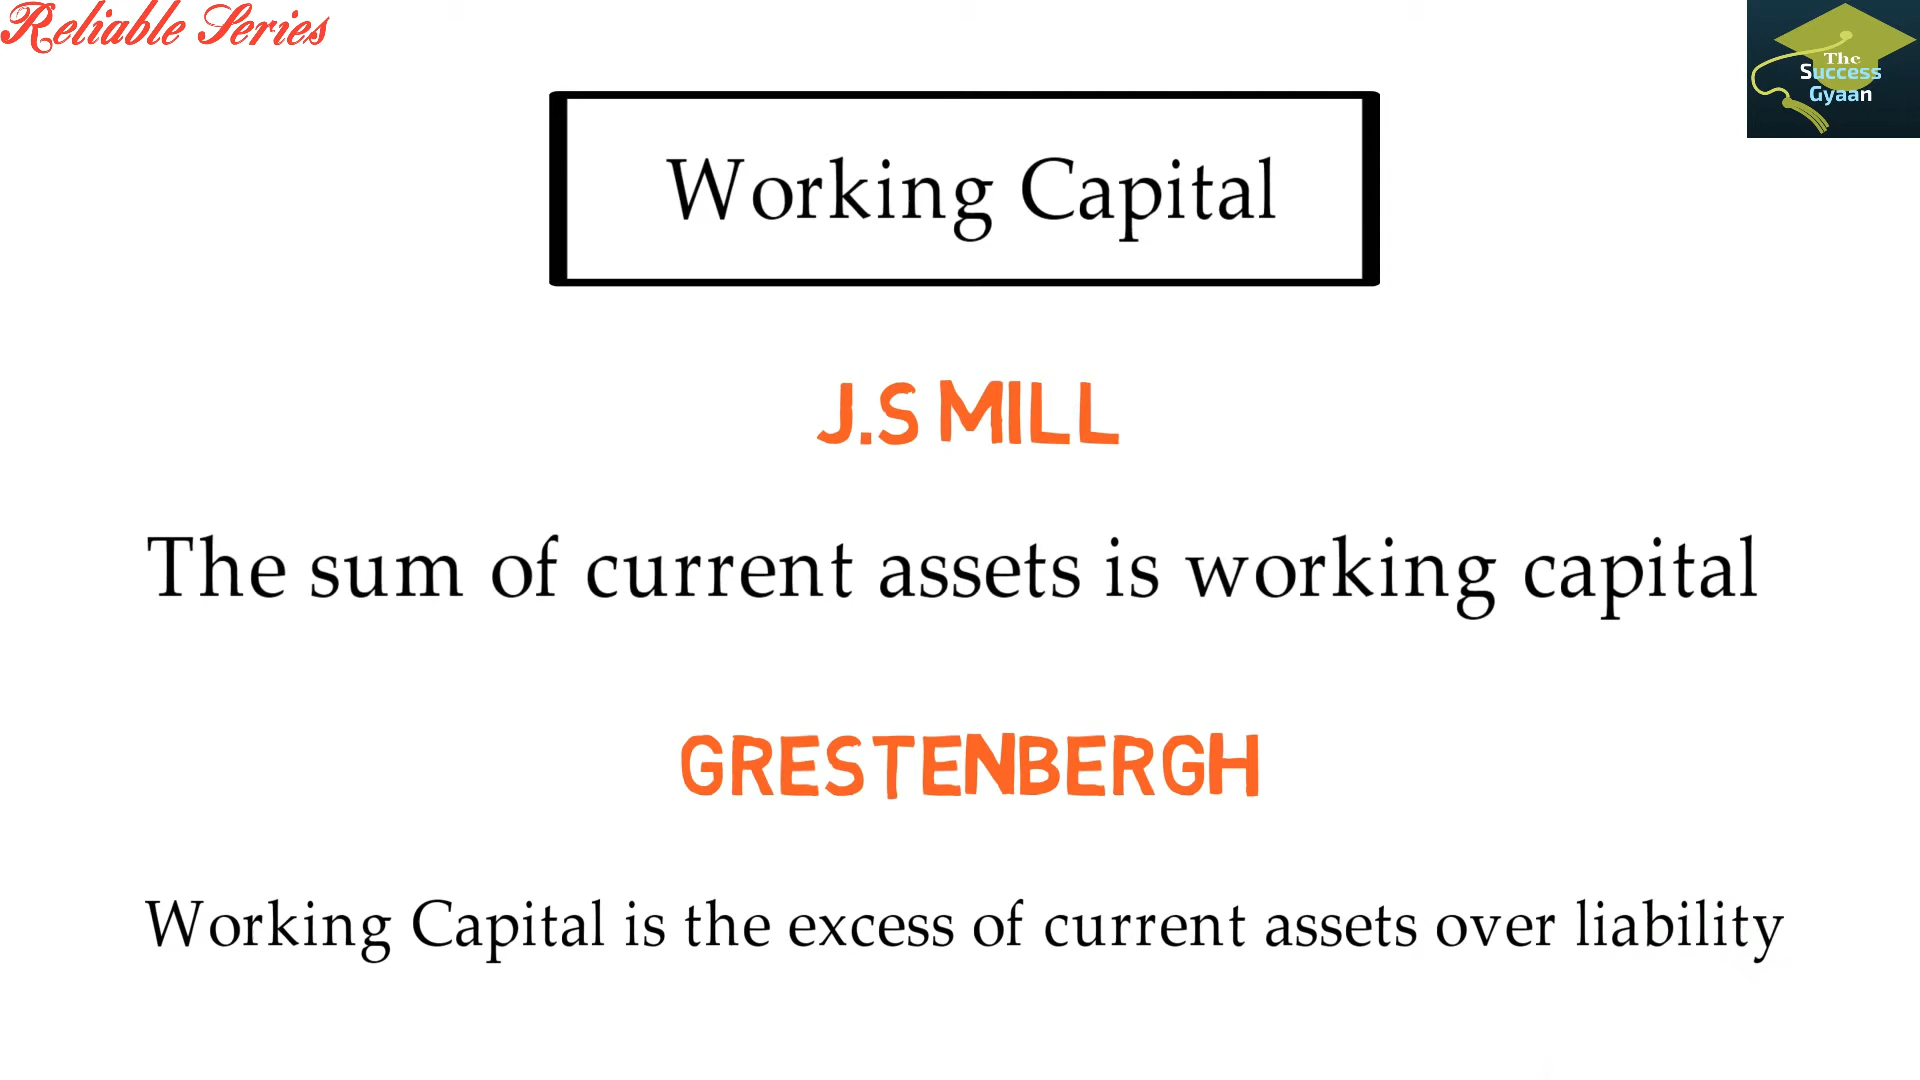 Reliable Series
The
Success
Gyaan
Working Capital
J.S MILL
The sum of current assets is working capital
GRESTENBERGH
Working Capital is the excess of current assets over liability